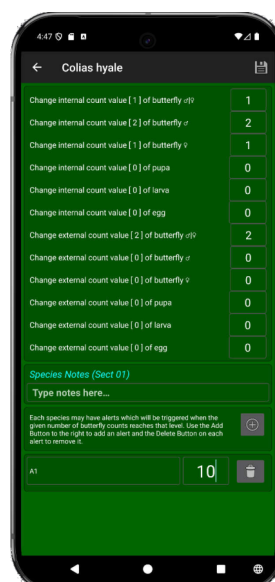 4:47
Colias hyale
Change internal count value [ 1 ] of butterfly ♂|♀ 1
Change internal count value [ 2 ] of butterfly ♂ 2
Change internal count value [ 1 ] of butterfly ♀ 1
Change internal count value [ 0 ] of pupa 0
Change internal count value [ 0 ] of larva 0
Change internal count value [ 0 ] of egg 0
Change external count value [ 2 ] of butterfly ♂|♀ 2
Change external count value [ 0 ] of butterfly ♂ 0
Change external count value [ 0 ] of butterfly ♀ 0
Change external count value [ 0 ] of pupa 0
Change external count value [ 0 ] of larva 0
Change external count value [ 0 ] of egg 0
Species Notes (Sect 01)
Type notes here...
Each species may have alerts which will be triggered when the
given number of butterfly counts reaches that level. Use the Add
Button to the right to add an alert and the Delete Button on each
alert to remove it.
A1 10